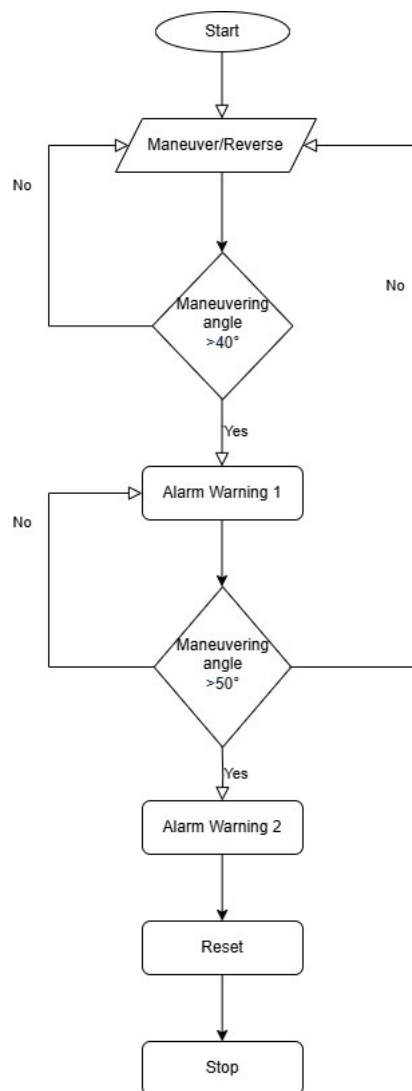 Start
Maneuver/Reverse
No
Maneuvering
angle
>40°
No
Yes
Alarm Warning 1
No
Maneuvering
angle
>50°
Yes
Alarm Warning 2
Reset
Stop